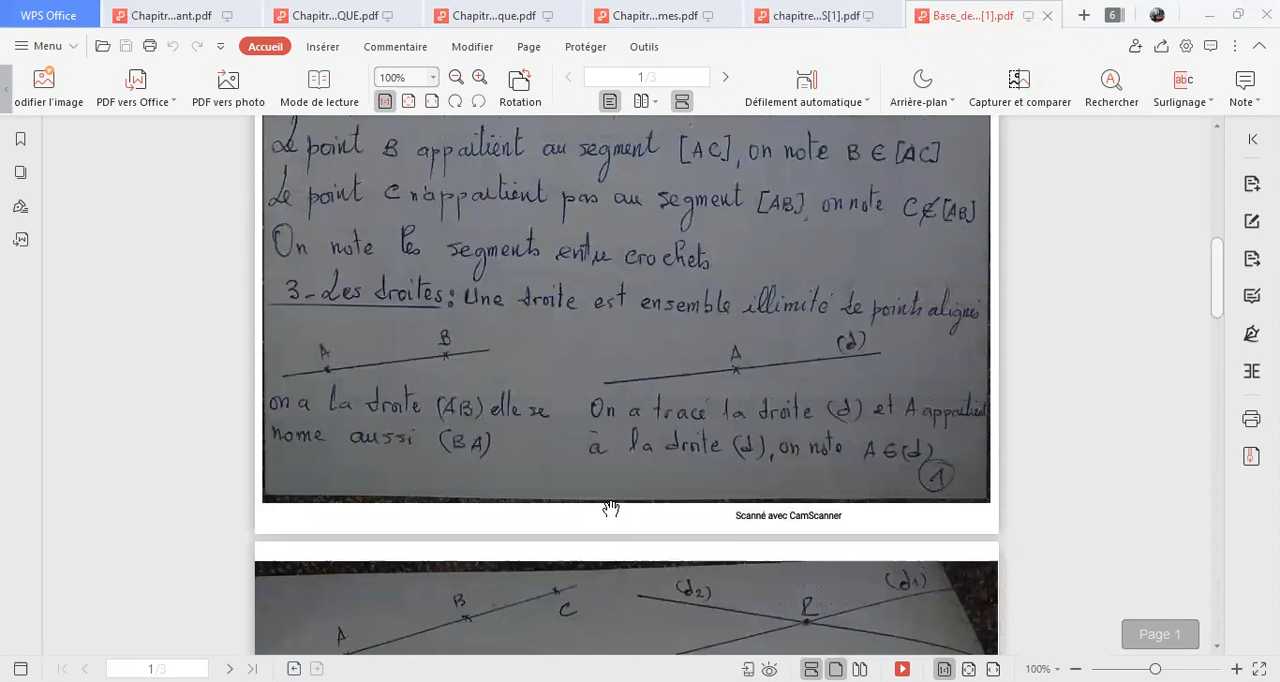 WPS Office
Chapitr...ant.pdf
Chapitr...QUE.pdf
Chapitr...que.pdf
Chapitr...mes.pdf
chapitre...S[1].pdf
Base_de...[1].pdf
6
Menu
Accueil
Insérer
Commentaire
Modifier
Page
Protéger
Outils
odifier l'image
PDF vers Office
PDF vers photo
Mode de lecture
100%
Rotation
1/3
Défilement automatique
Arrière-plan
Capturer et comparer
Rechercher
Surlignage
Note
Le point B appartient au segment [AC], on note B ∈ [AC]
Le point C n'appartient pas au segment [AB], on note C ∉ [AB]
On note les segments entre crochets
3- Les droites: Une droite est ensemble illimité de points alignés
A B
A (d)
on a la droite (AB) elle se
nome aussi (BA)
On a tracé la droite (d) et A appartient
à la droite (d), on note A ∈ (d)
1
Scanné avec CamScanner
A B C
(d2) (d1)
Page 1
1/3
100%